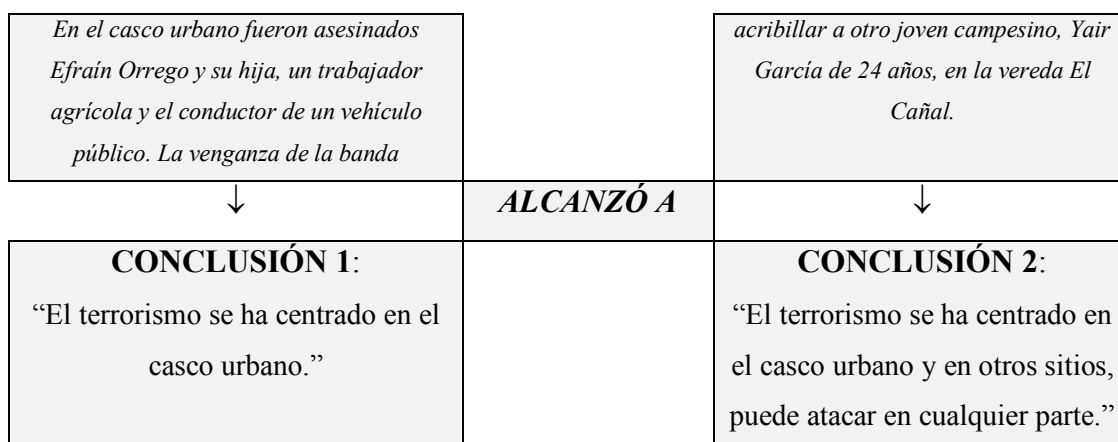 En el casco urbano fueron asesinados
Efraín Orrego y su hija, un trabajador
agrícola y el conductor de un vehículo
público. La venganza de la banda
acribillar a otro joven campesino, Yair
García de 24 años, en la vereda El
Cañal.
↓
ALCANZÓ A
↓
CONCLUSIÓN 1:
“El terrorismo se ha centrado en el
casco urbano.”
CONCLUSIÓN 2:
“El terrorismo se ha centrado en
el casco urbano y en otros sitios,
puede atacar en cualquier parte.”